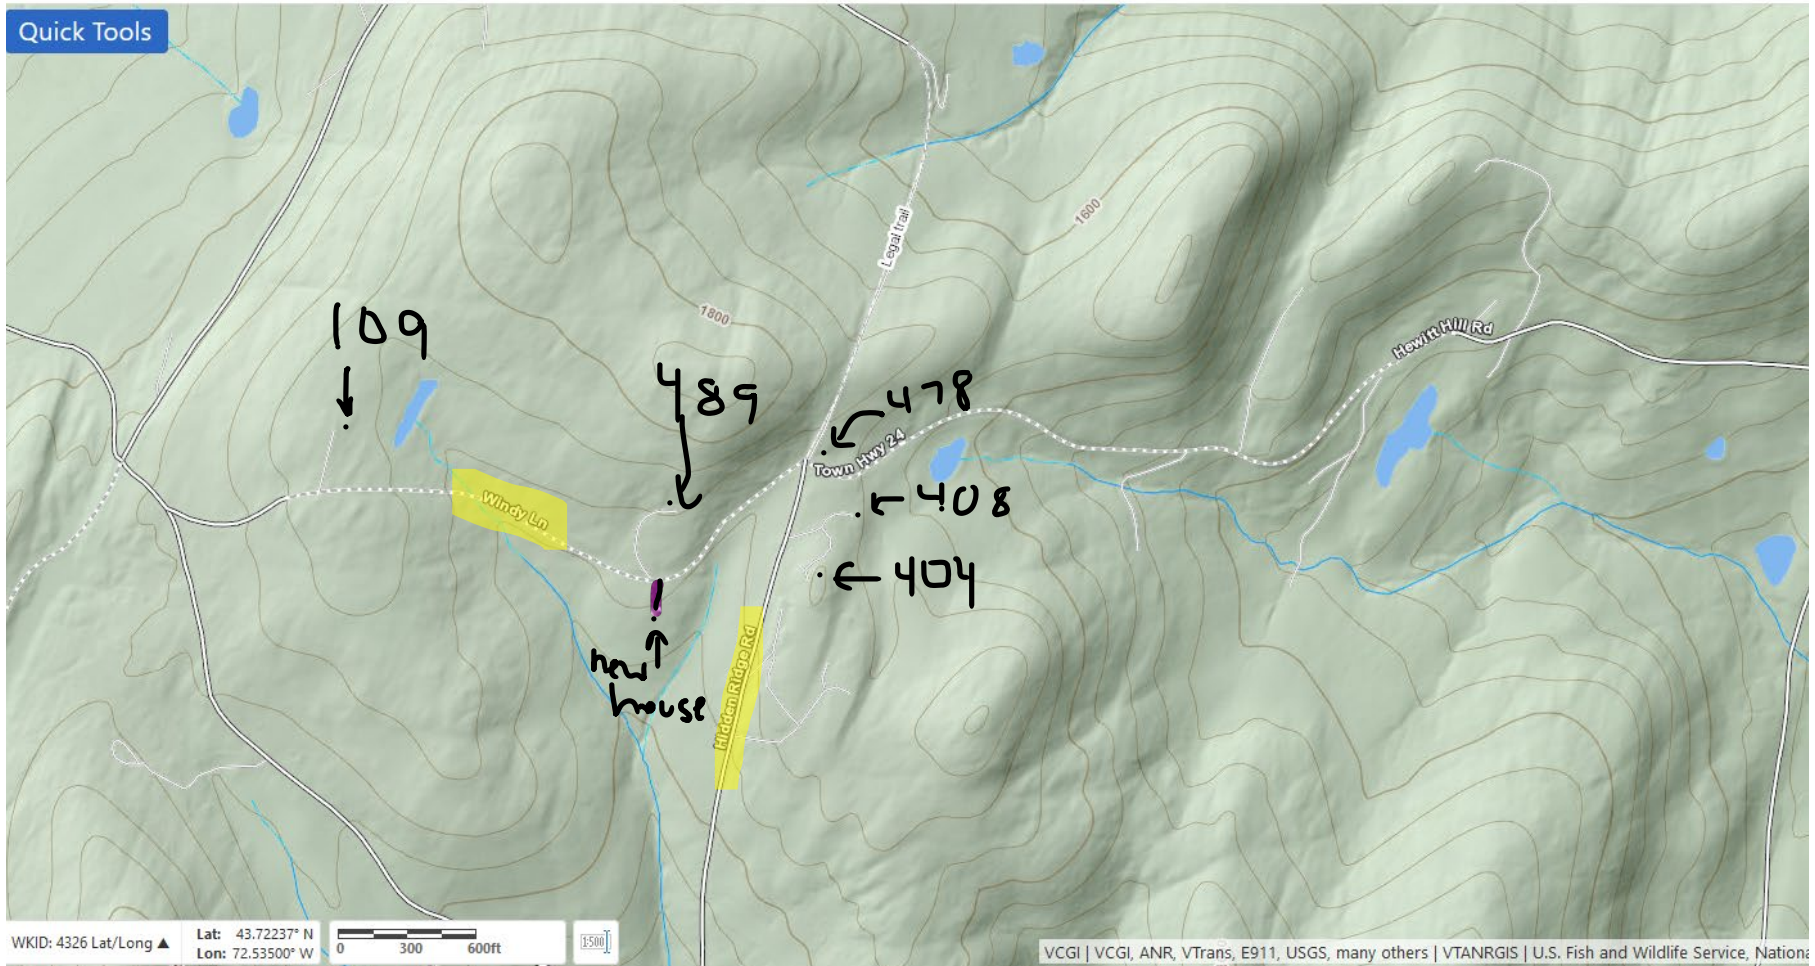 Quick Tools
Legal trail
1600
1800
109
489
478
Hewitt Hill Rd
Town Hwy 24
Windy Ln
408
404
new
house
Hidden Ridge Rd
WKID: 4326 Lat/Long ▲
Lat: 43.72237° N
Lon: 72.53500° W
0 300 600ft
1:500
VCGI | VCGI, ANR, VTrans, E911, USGS, many others | VTANRGIS | U.S. Fish and Wildlife Service, Nationa